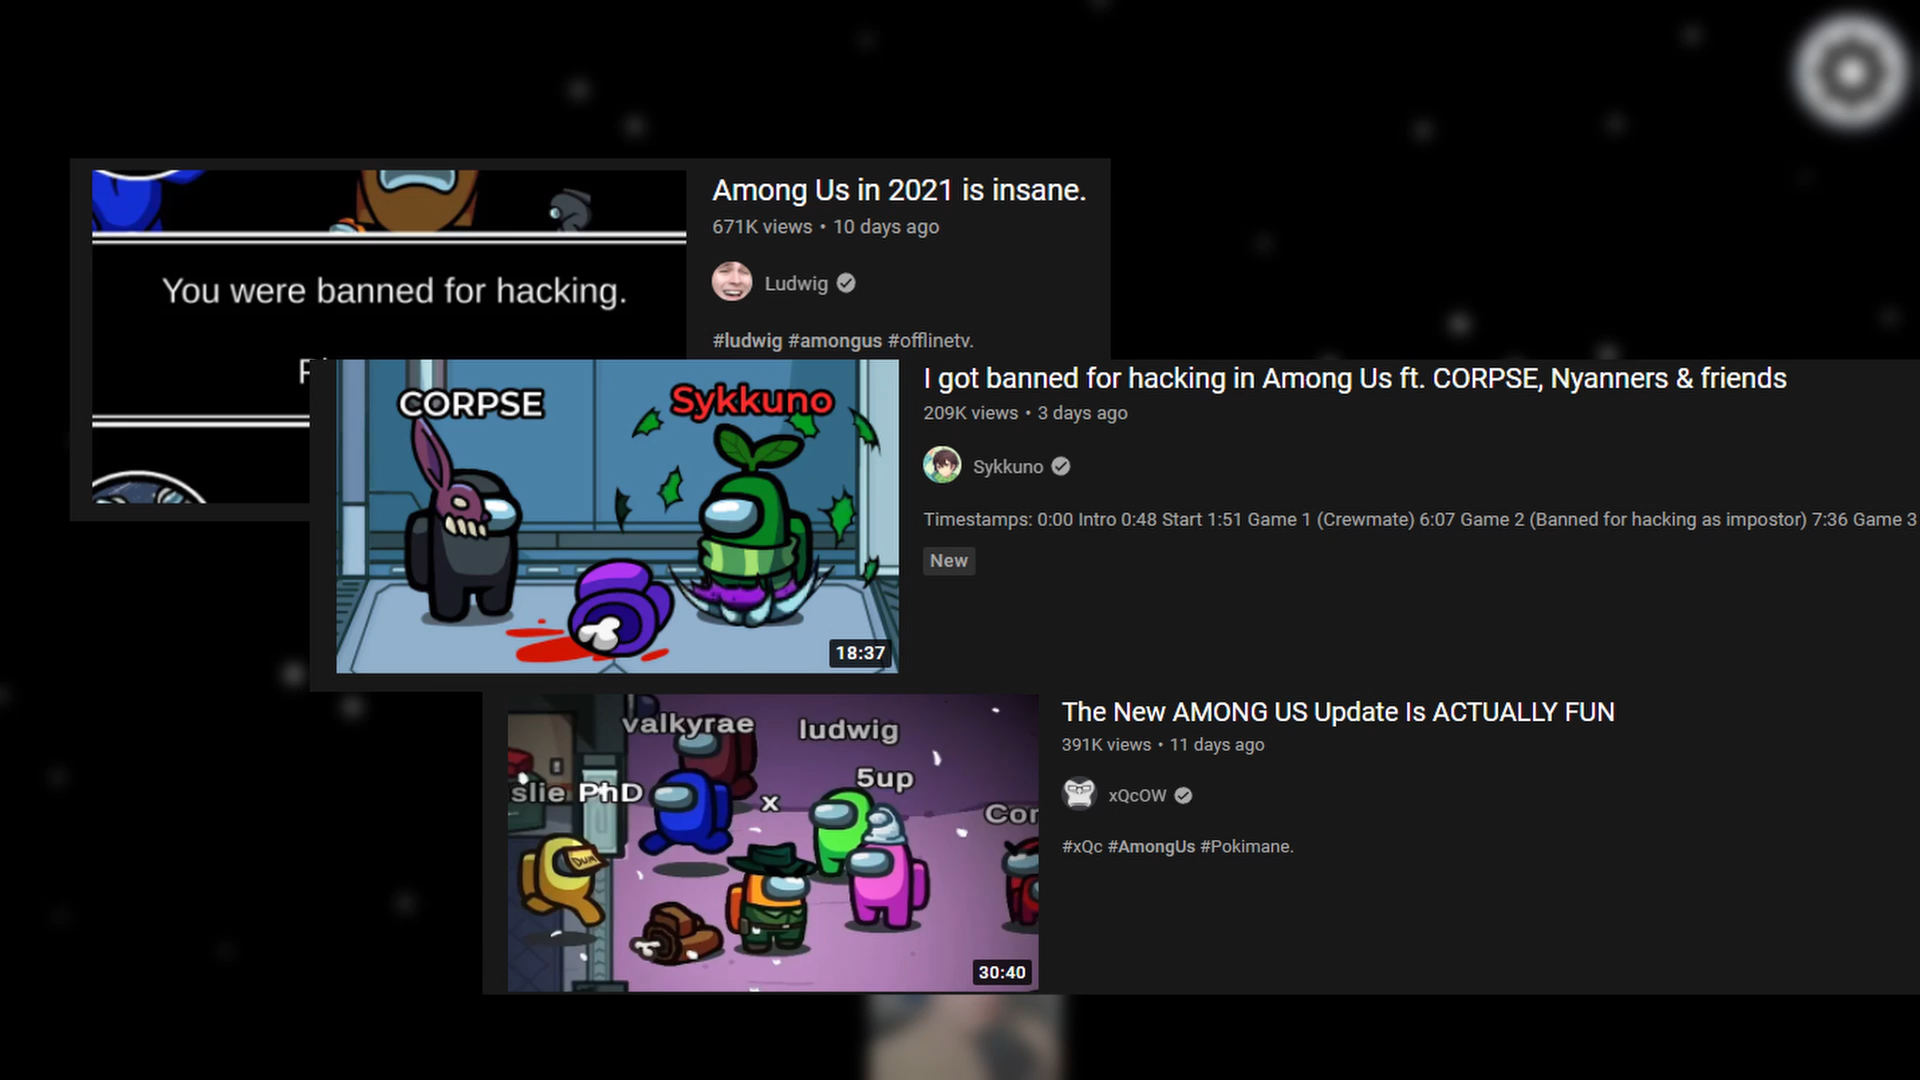 Among Us in 2021 is insane.
671K views • 10 days ago
You were banned for hacking.
Ludwig
#ludwig #amongus #offlinetv.
I got banned for hacking in Among Us ft. CORPSE, Nyanners & friends
CORPSE
Sykkuno
209K views • 3 days ago
Sykkuno
Timestamps: 0:00 Intro 0:48 Start 1:51 Game 1 (Crewmate) 6:07 Game 2 (Banned for hacking as impostor) 7:36 Game 3
New
18:37
The New AMONG US Update Is ACTUALLY FUN
391K views • 11 days ago
valkyrae
ludwig
5up
slie PhD
x
Cor
xQcOW
#xQc #AmongUs #Pokimane.
DUM
30:40